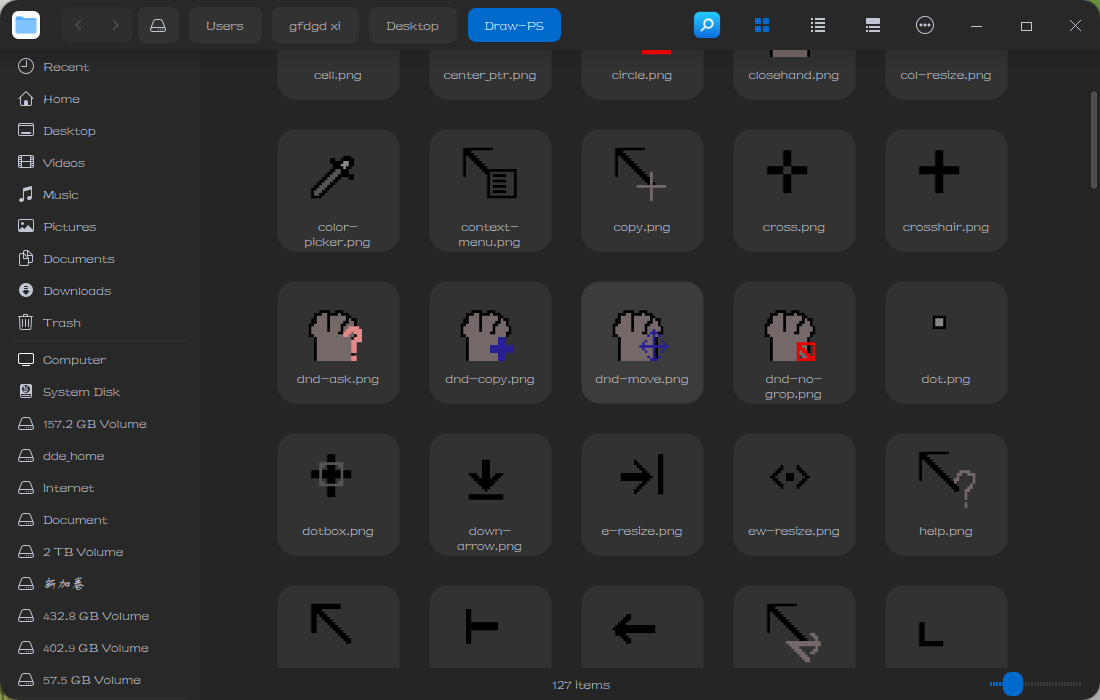 Users
gfdgd xi
Desktop
Draw-PS
Recent
Home
Desktop
Videos
Music
Pictures
Documents
Downloads
Trash
Computer
System Disk
157.2 GB Volume
dde_home
Internet
Document
2 TB Volume
新加卷
432.8 GB Volume
402.9 GB Volume
57.5 GB Volume
cell.png
center_ptr.png
circle.png
closehand.png
col-resize.png
color-
picker.png
context-
menu.png
copy.png
cross.png
crosshair.png
dnd-ask.png
dnd-copy.png
dnd-move.png
dnd-no-
grop.png
dot.png
dotbox.png
down-
arrow.png
e-resize.png
ew-resize.png
help.png
127 items